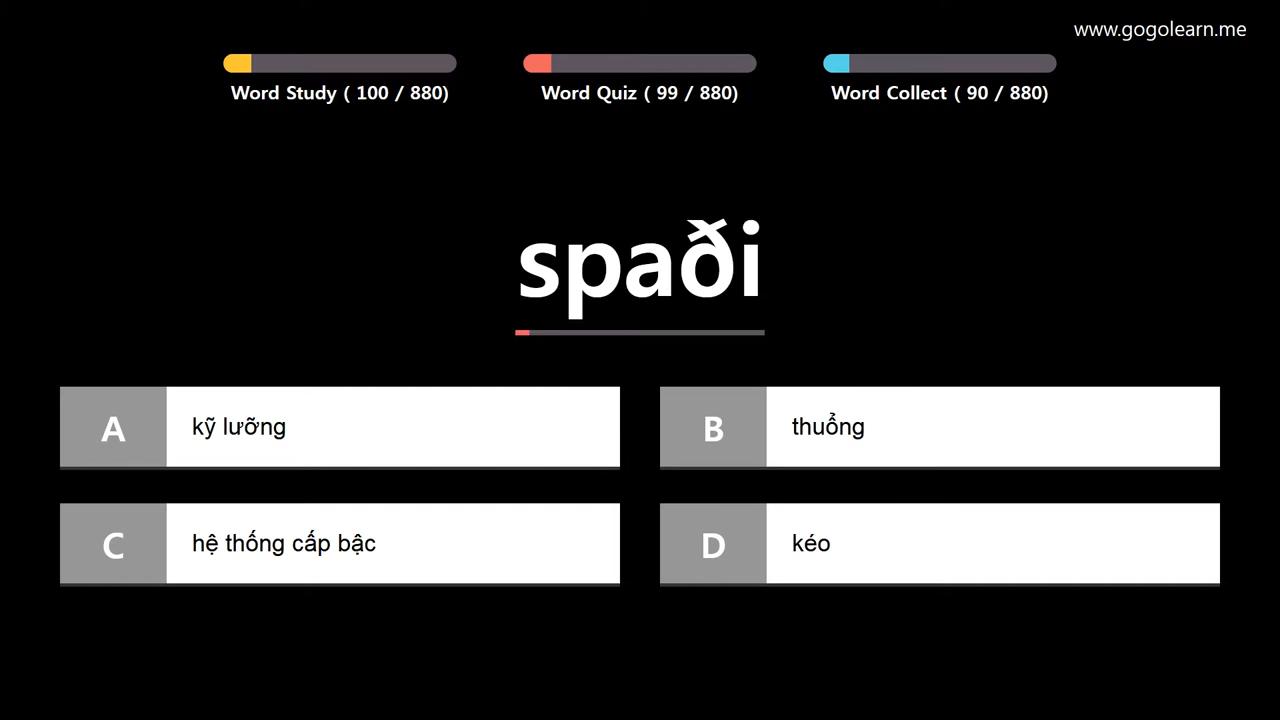 www.gogolearn.me
Word Study ( 100 / 880)
Word Quiz ( 99 / 880)
Word Collect ( 90 / 880)
spaði
A
kỹ lưỡng
B
thuổng
C
hệ thống cấp bậc
D
kéo